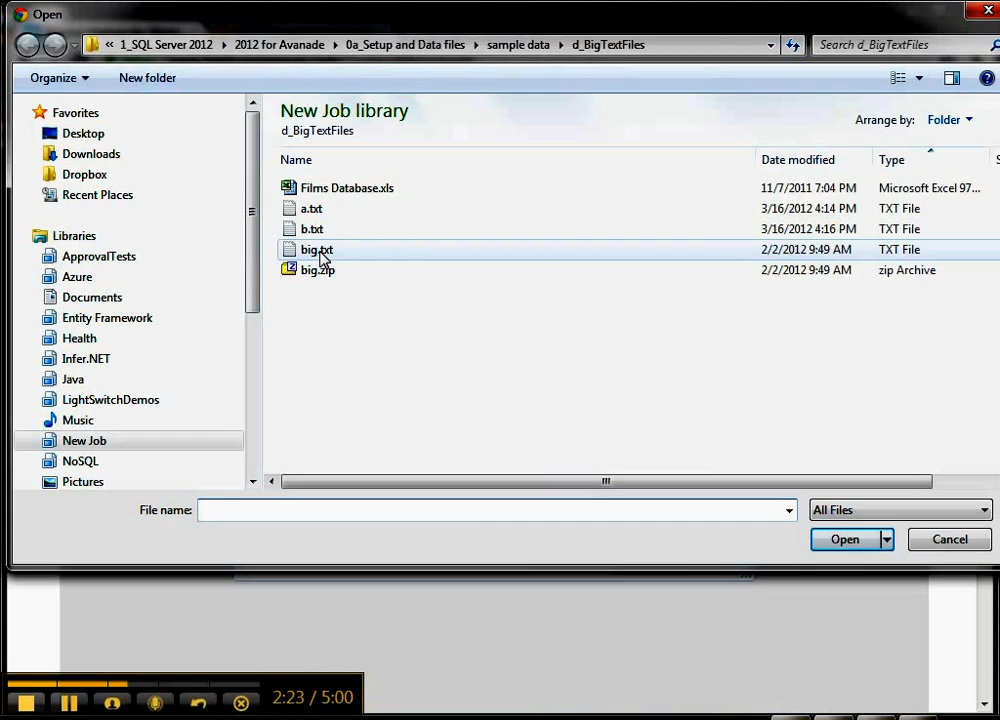 Open
« 1_SQL Server 2012 2012 for Avanade 0a_Setup and Data files sample data d_BigTextFiles Search d_BigTextFiles
Organize New folder
Favorites
Desktop
Downloads
Dropbox
Recent Places
Libraries
ApprovalTests
Azure
Documents
Entity Framework
Health
Infer.NET
Java
LightSwitchDemos
Music
New Job
NoSQL
Pictures
New Job library
d_BigTextFiles
Arrange by: Folder
Name Date modified Type S
Films Database.xls 11/7/2011 7:04 PM Microsoft Excel 97...
a.txt 3/16/2012 4:14 PM TXT File
b.txt 3/16/2012 4:16 PM TXT File
big.txt 2/2/2012 9:49 AM TXT File
big.zip 2/2/2012 9:49 AM zip Archive
File name: All Files
Open Cancel
2:23 / 5:00